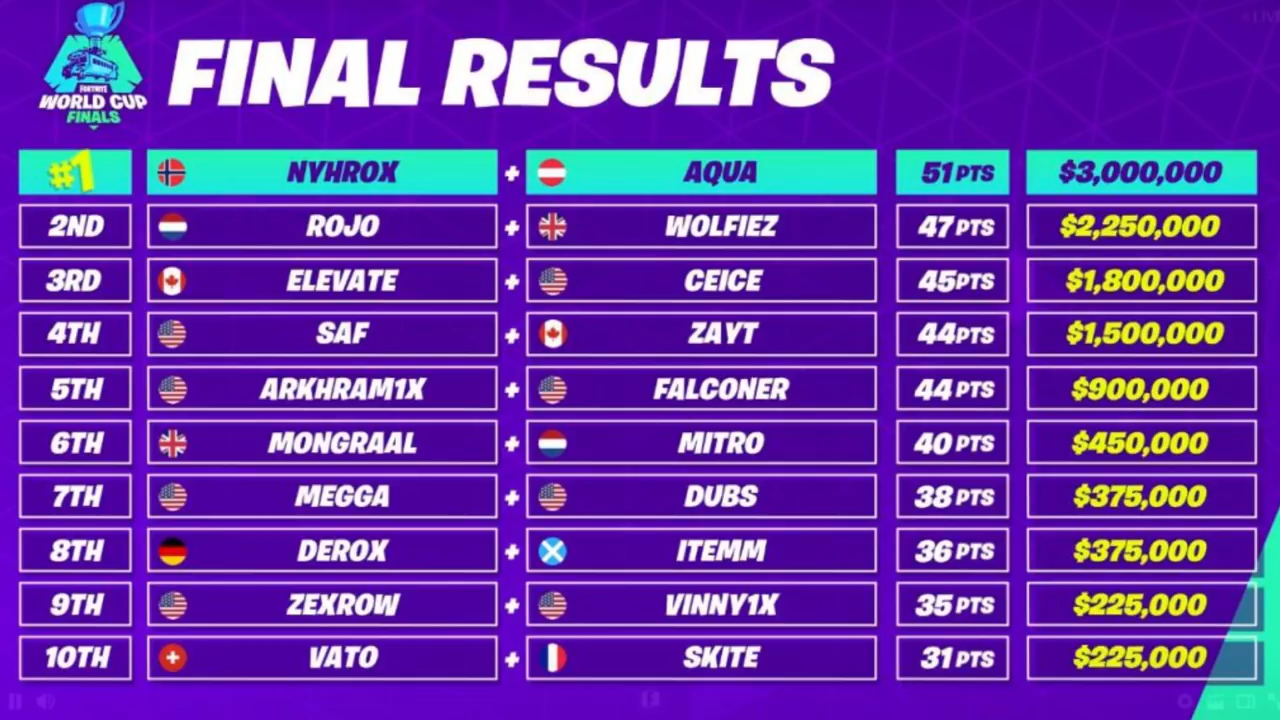 FORTNITE
WORLD CUP
FINALS
FINAL RESULTS
LIVE
#1 NYHROX + AQUA 51 PTS $3,000,000
2ND ROJO + WOLFIEZ 47 PTS $2,250,000
3RD ELEVATE + CEICE 45 PTS $1,800,000
4TH SAF + ZAYT 44 PTS $1,500,000
5TH ARKHRAM1X + FALCONER 44 PTS $900,000
6TH MONGRAAL + MITRO 40 PTS $450,000
7TH MEGGA + DUBS 38 PTS $375,000
8TH DEROX + ITEMM 36 PTS $375,000
9TH ZEXROW + VINNY1X 35 PTS $225,000
10TH VATO + SKITE 31 PTS $225,000